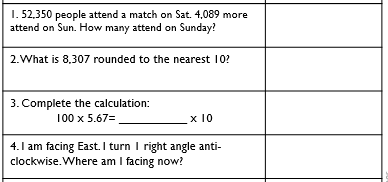 1. 52,350 people attend a match on Sat. 4,089 more
attend on Sun. How many attend on Sunday?
2.What is 8,307 rounded to the nearest 10?
3. Complete the calculation:
100 x 5.67= __________ x 10
4. I am facing East. I turn 1 right angle anti-
clockwise. Where am I facing now?